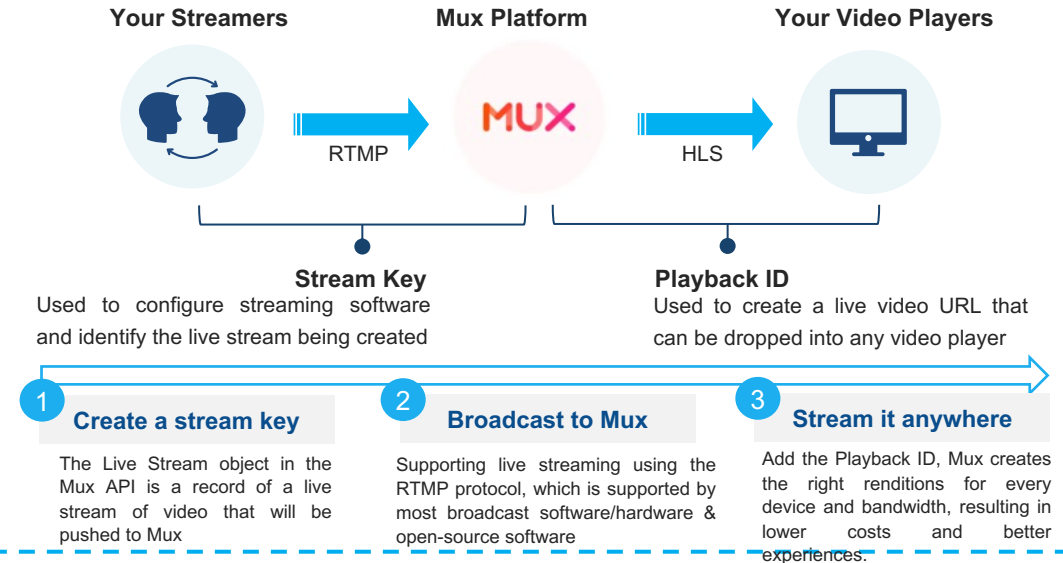 Your Streamers
Mux Platform
Your Video Players
MUX
RTMP
HLS
Stream Key
Used to configure streaming software
and identify the live stream being created
Playback ID
Used to create a live video URL that
can be dropped into any video player
1
Create a stream key
The Live Stream object in the
Mux API is a record of a live
stream of video that will be
pushed to Mux
2
Broadcast to Mux
Supporting live streaming using the
RTMP protocol, which is supported by
most broadcast software/hardware &
open-source software
3
Stream it anywhere
Add the Playback ID, Mux creates
the right renditions for every
device and bandwidth, resulting in
lower costs and better
experiences.